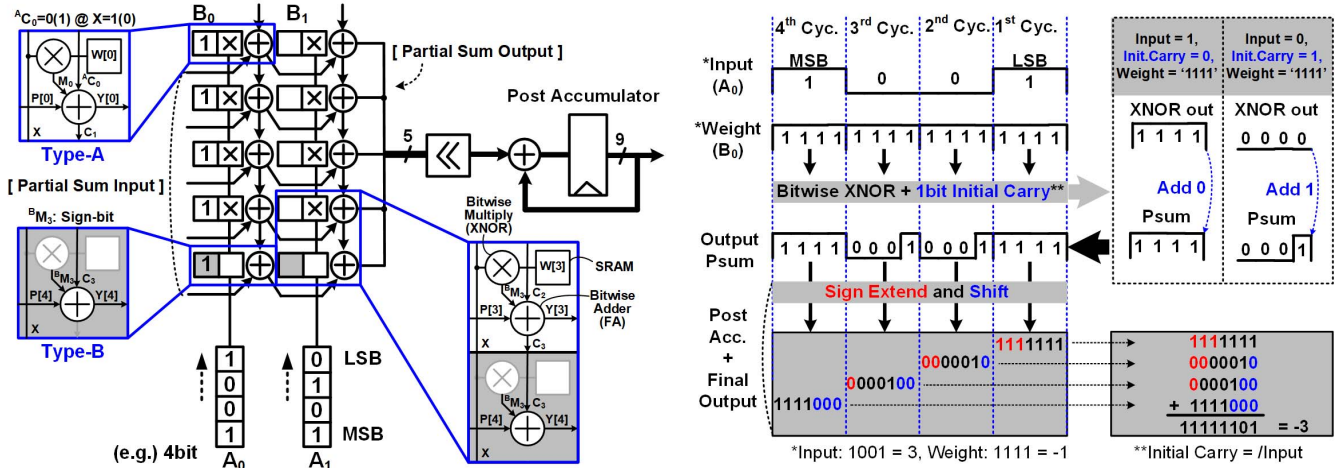 ᴬC₀=0(1) @ X=1(0)
B₀
B₁
W[0]
M₀
ᴬC₀
P[0]
Y[0]
X
C₁
Type-A
1
1
1
1
1
[ Partial Sum Output ]
Post Accumulator
5
9
[ Partial Sum Input ]
ᴮM₃: Sign-bit
ᴮM₃
C₃
P[4]
Y[4]
X
Type-B
Bitwise
Multiply
(XNOR)
W[3]
SRAM
ᴮM₃
C₂
Bitwise
Adder
(FA)
P[3]
Y[3]
X
C₃
ᴮM₃
C₃
P[4]
Y[4]
X
1 0 LSB
0 1
0 0
1 1 MSB
(e.g.) 4bit
A₀
A₁
4th Cyc.
3rd Cyc.
2nd Cyc.
1st Cyc.
*Input
(A₀)
MSB
LSB
1 0 0 1
*Weight
(B₀)
1 1 1 1 1 1 1 1 1 1 1 1 1 1 1 1
Bitwise XNOR + 1bit Initial Carry**
Output
Psum
1 1 1 1 0 0 0 1 0 0 0 1 1 1 1 1
Sign Extend and Shift
Post
Acc.
+
Final
Output
1111111
0000010
0000100
1111000
*Input: 1001 = 3, Weight: 1111 = -1
Input = 1,
Init.Carry = 0,
Weight = ‘1111’
XNOR out
1 1 1 1
Add 0
Psum
1 1 1 1
Input = 0,
Init.Carry = 1,
Weight = ‘1111’
XNOR out
0 0 0 0
Add 1
Psum
0 0 0 1
1111111
0000010
0000100
+ 1111000
11111101 = -3
**Initial Carry = /Input